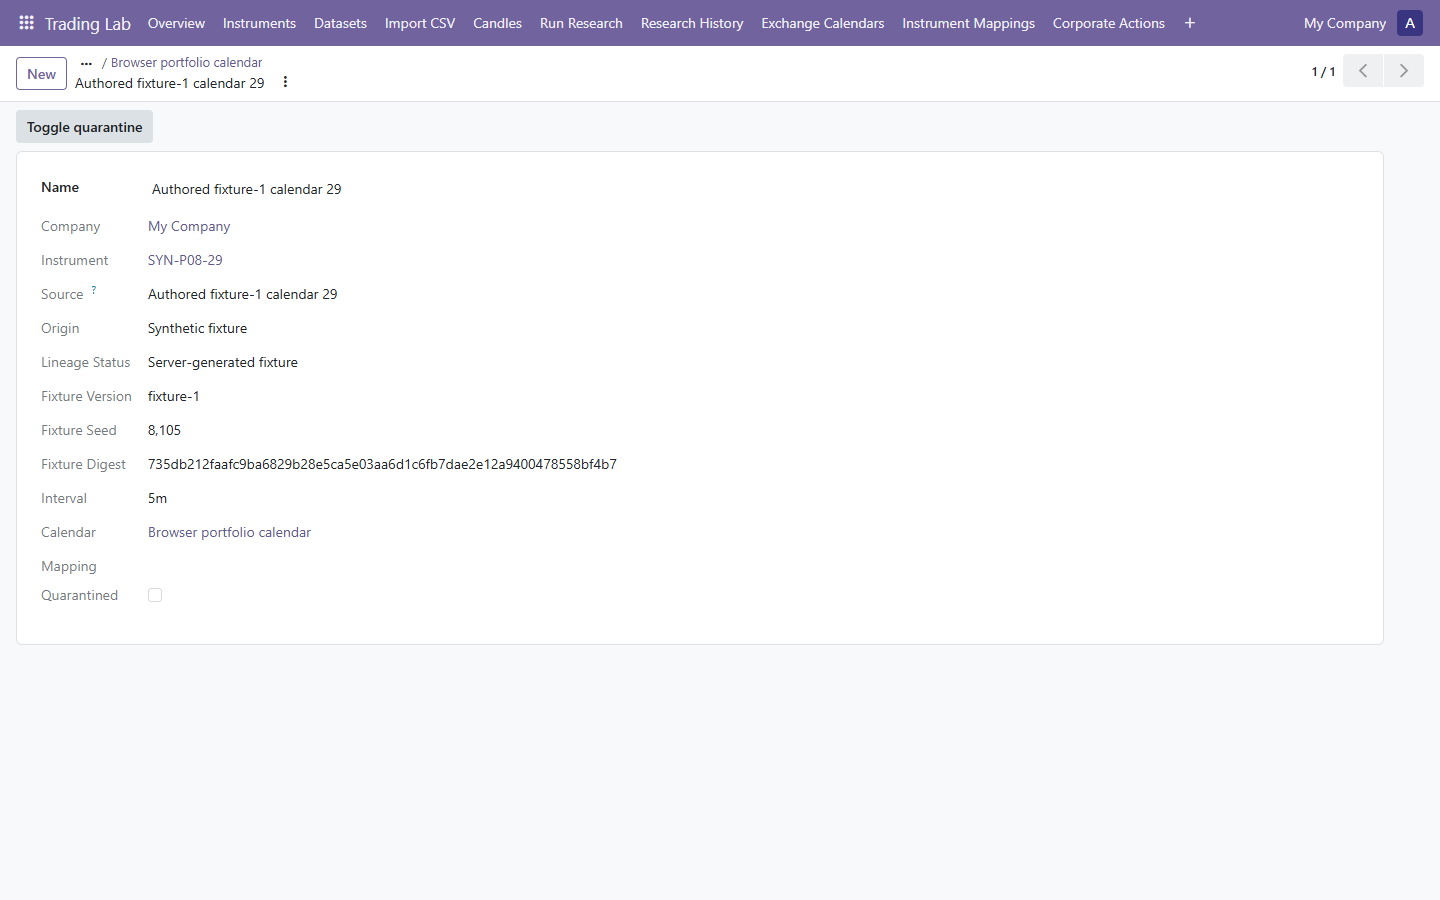 Trading Lab Overview Instruments Datasets Import CSV Candles Run Research Research History Exchange Calendars Instrument Mappings Corporate Actions + My Company A
New ... / Browser portfolio calendar
Authored fixture-1 calendar 29
1 / 1
Toggle quarantine
Name Authored fixture-1 calendar 29
Company My Company
Instrument SYN-P08-29
Source ? Authored fixture-1 calendar 29
Origin Synthetic fixture
Lineage Status Server-generated fixture
Fixture Version fixture-1
Fixture Seed 8,105
Fixture Digest 735db212faafc9ba6829b28e5ca5e03aa6d1c6fb7dae2e12a9400478558bf4b7
Interval 5m
Calendar Browser portfolio calendar
Mapping
Quarantined